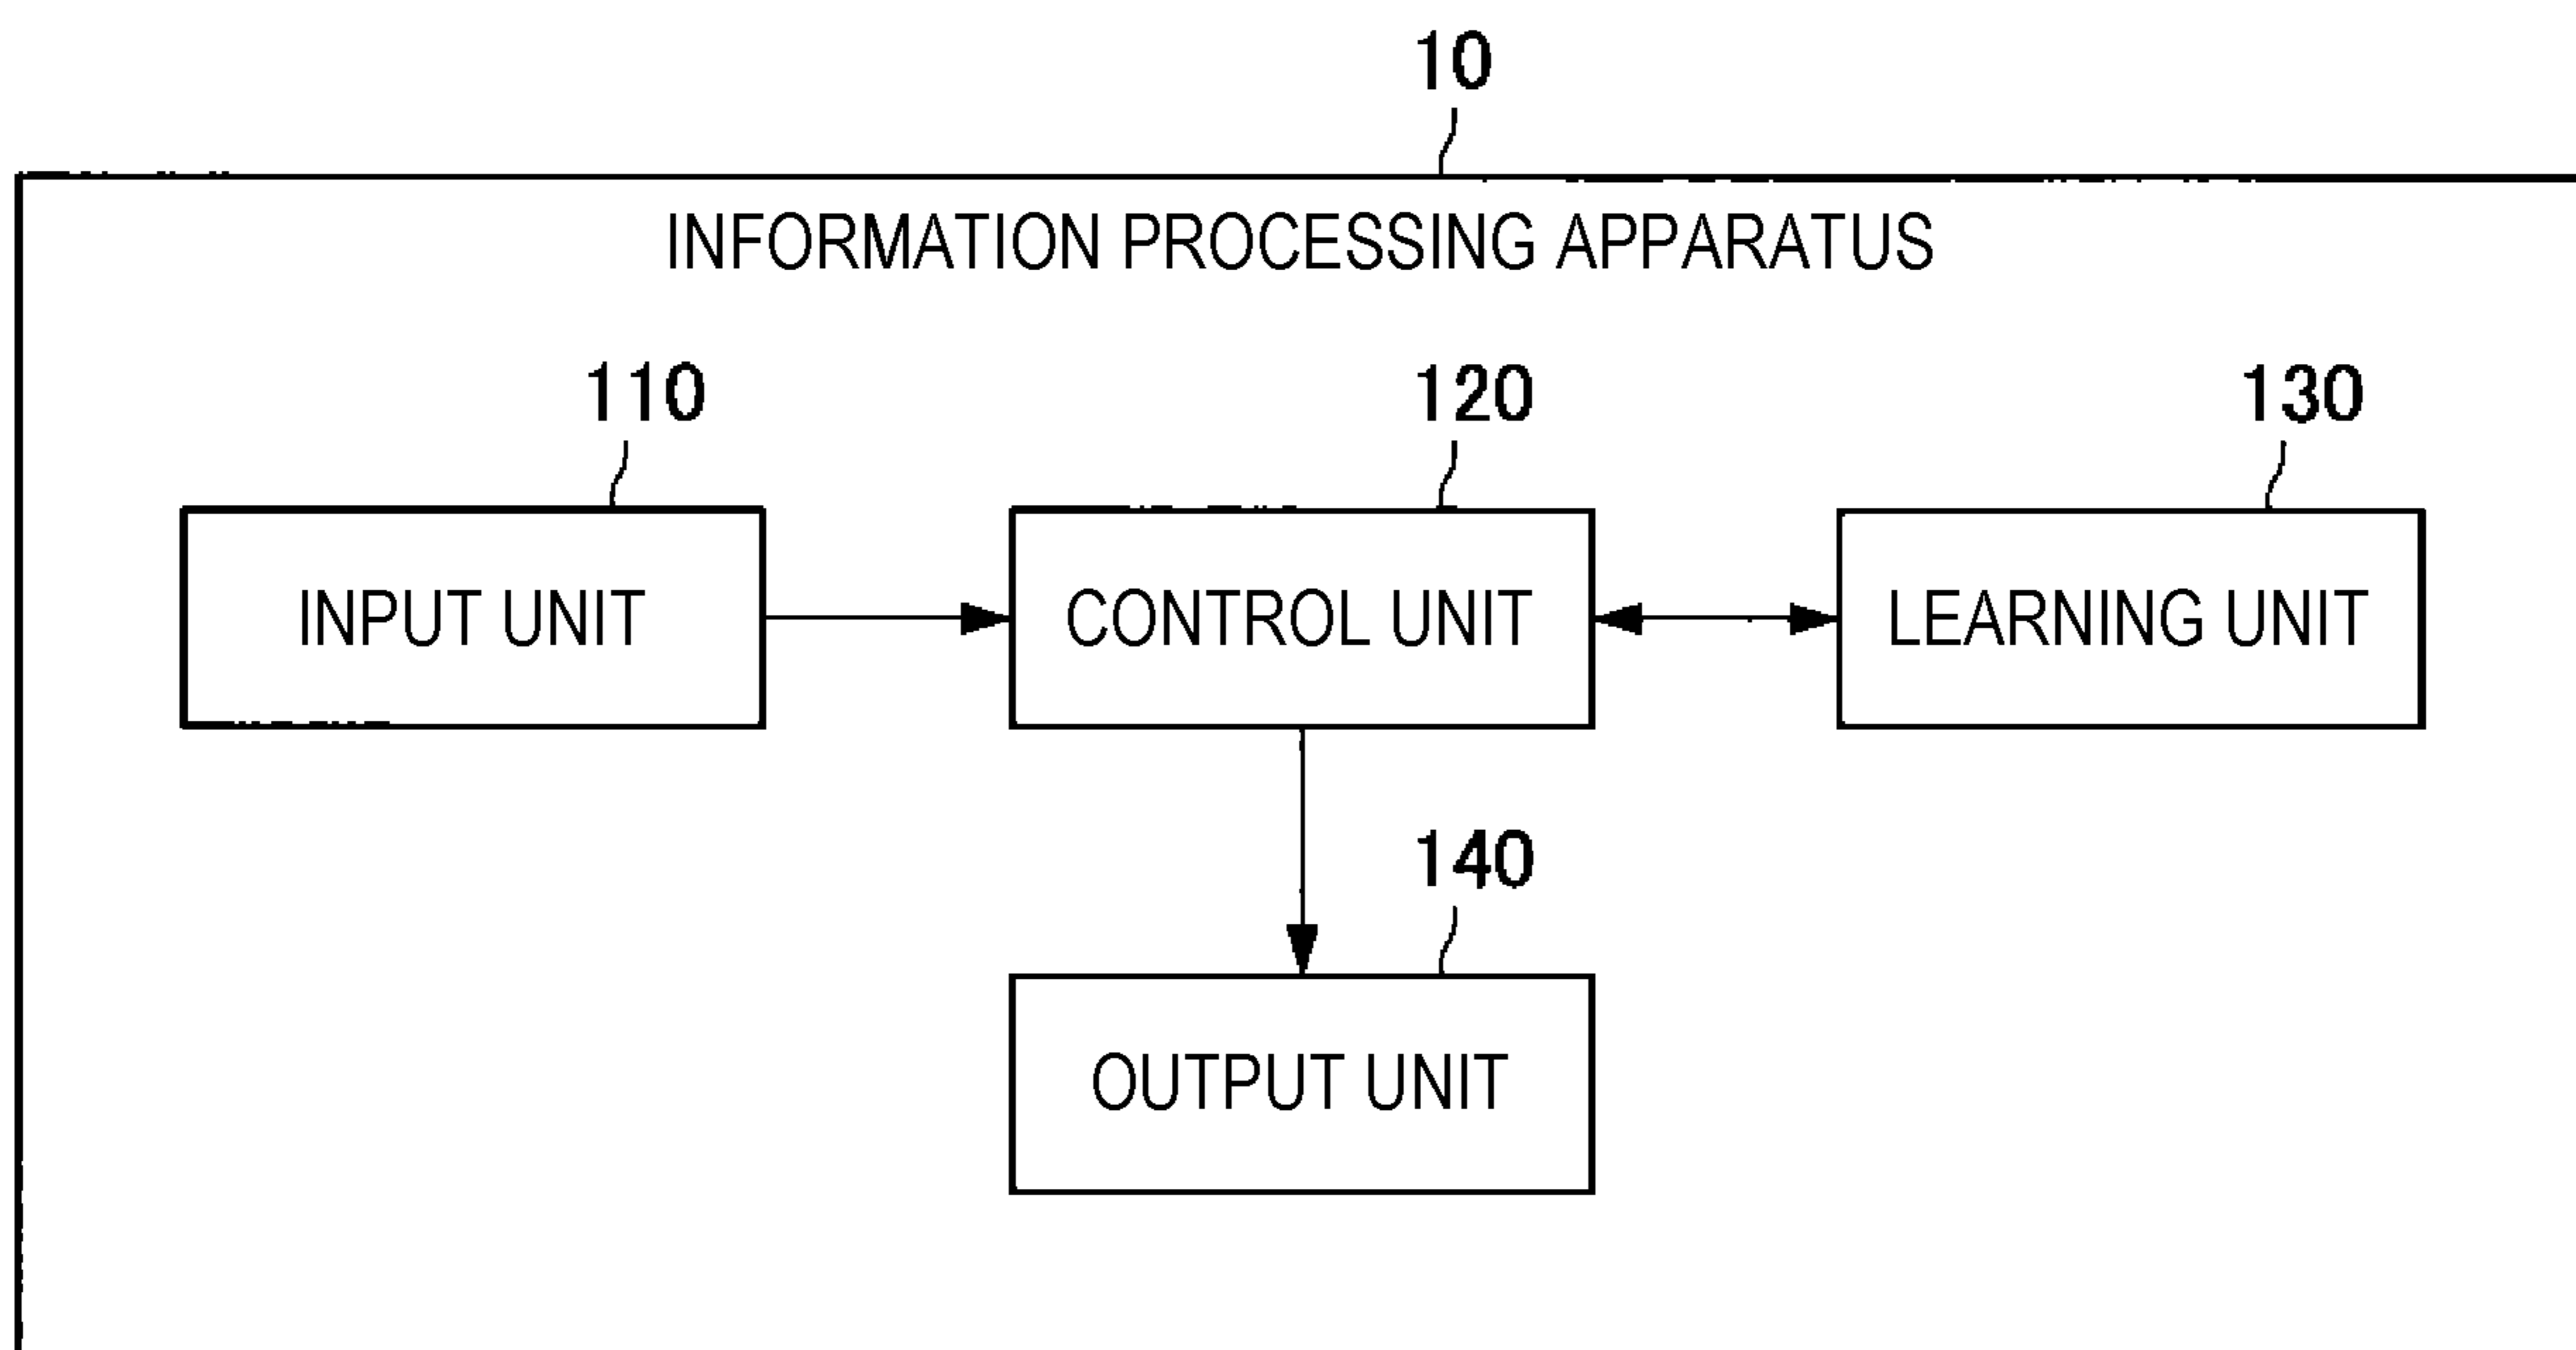 10
INFORMATION PROCESSING APPARATUS
110
120
130
INPUT UNIT
CONTROL UNIT
LEARNING UNIT
140
OUTPUT UNIT